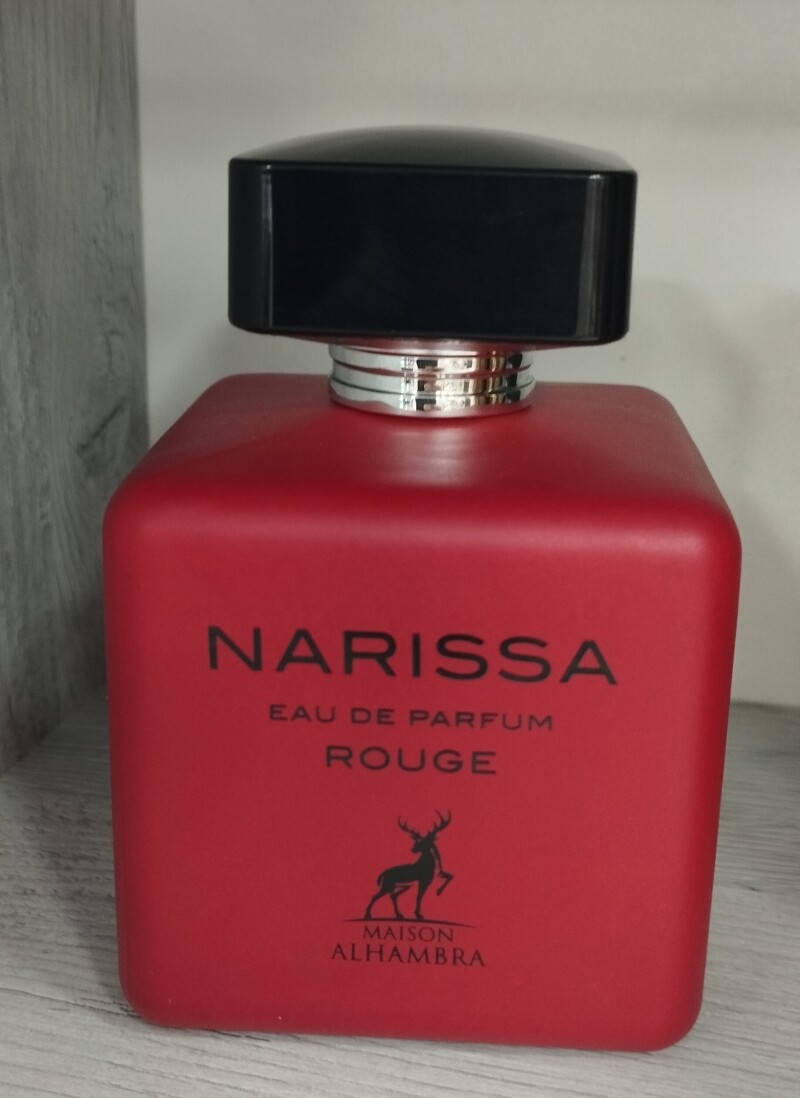 NARISSA
EAU DE PARFUM
ROUGE
MAISON
ALHAMBRA